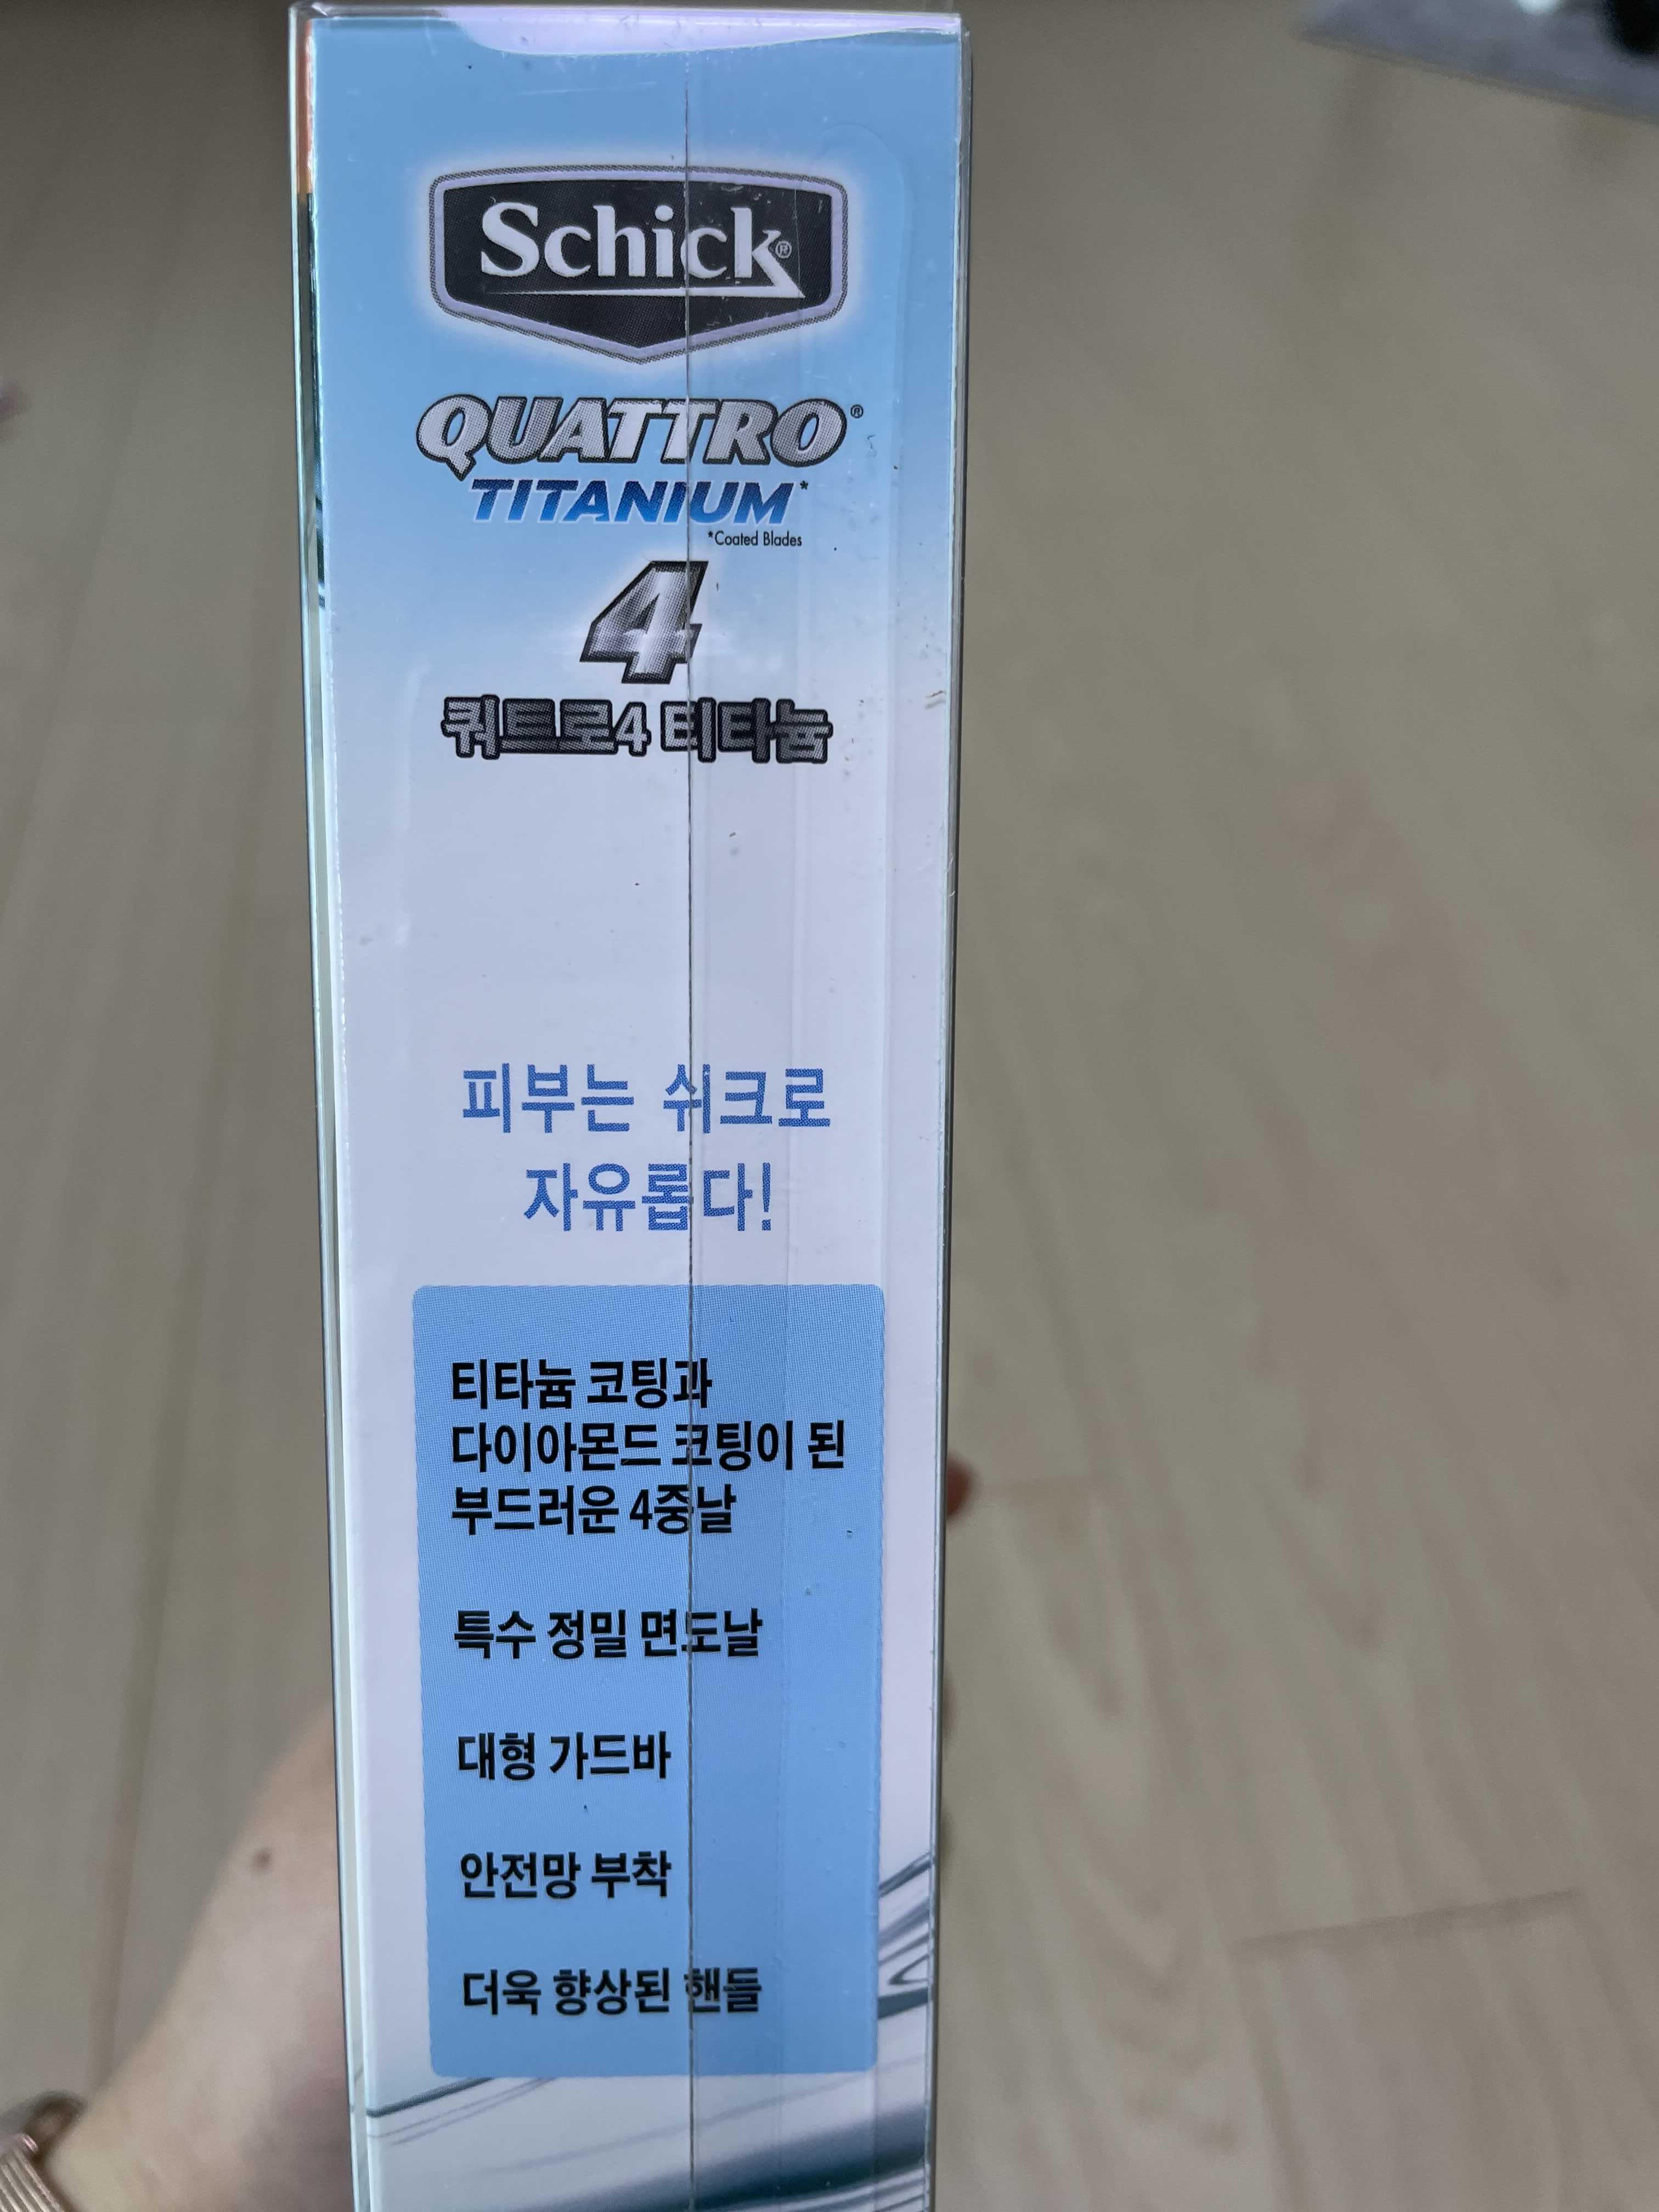 Schick®
QUATTRO®
TITANIUM*
*Coated Blades
4
쿼트로4 티타늄
피부는 쉬크로
자유롭다!
티타늄 코팅과
다이아몬드 코팅이 된
부드러운 4중날
특수 정밀 면도날
대형 가드바
안전망 부착
더욱 향상된 핸들